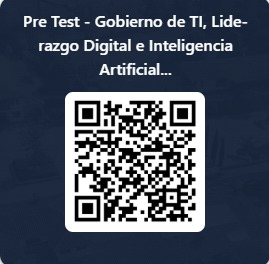 Pre Test - Gobierno de TI, Lide-
razgo Digital e Inteligencia
Artificial...